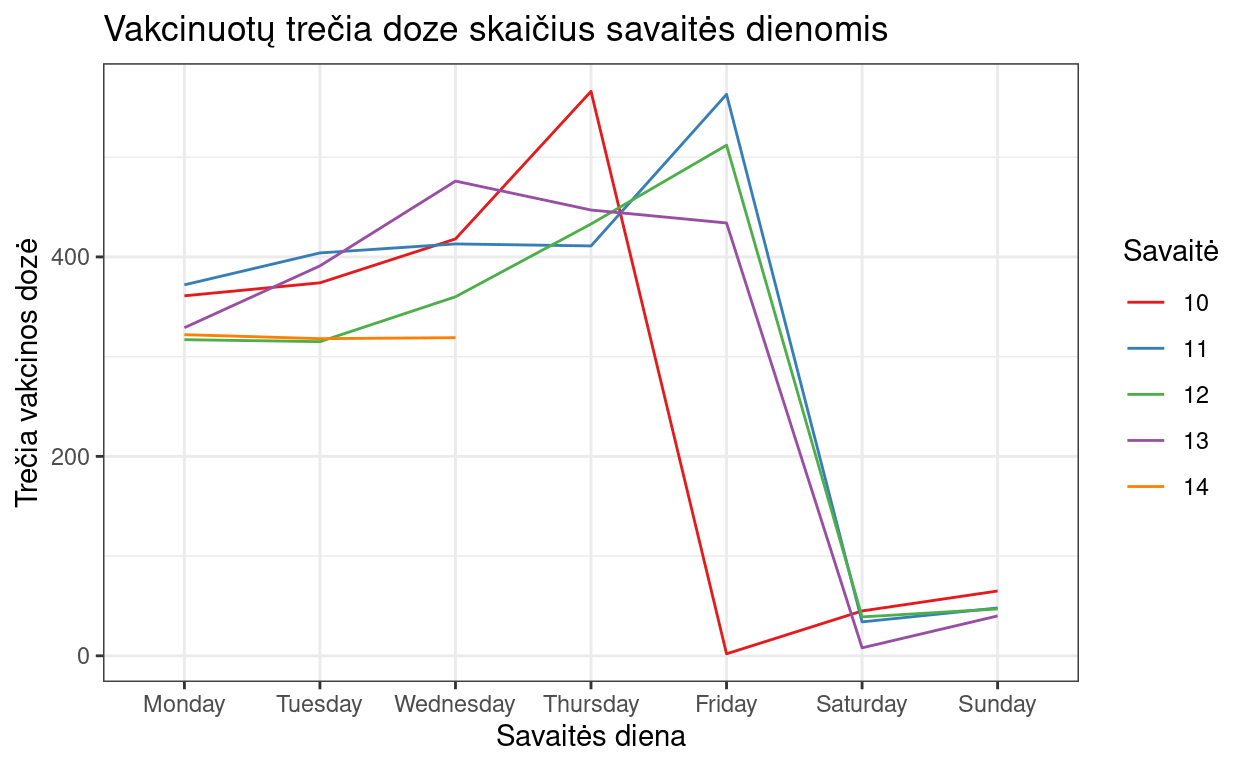 Vakcinuotų trečia doze skaičius savaitės dienomis
Trečia vakcinos dozė
400
200
0
Monday Tuesday Wednesday Thursday Friday Saturday Sunday
Savaitės diena
Savaitė
10
11
12
13
14